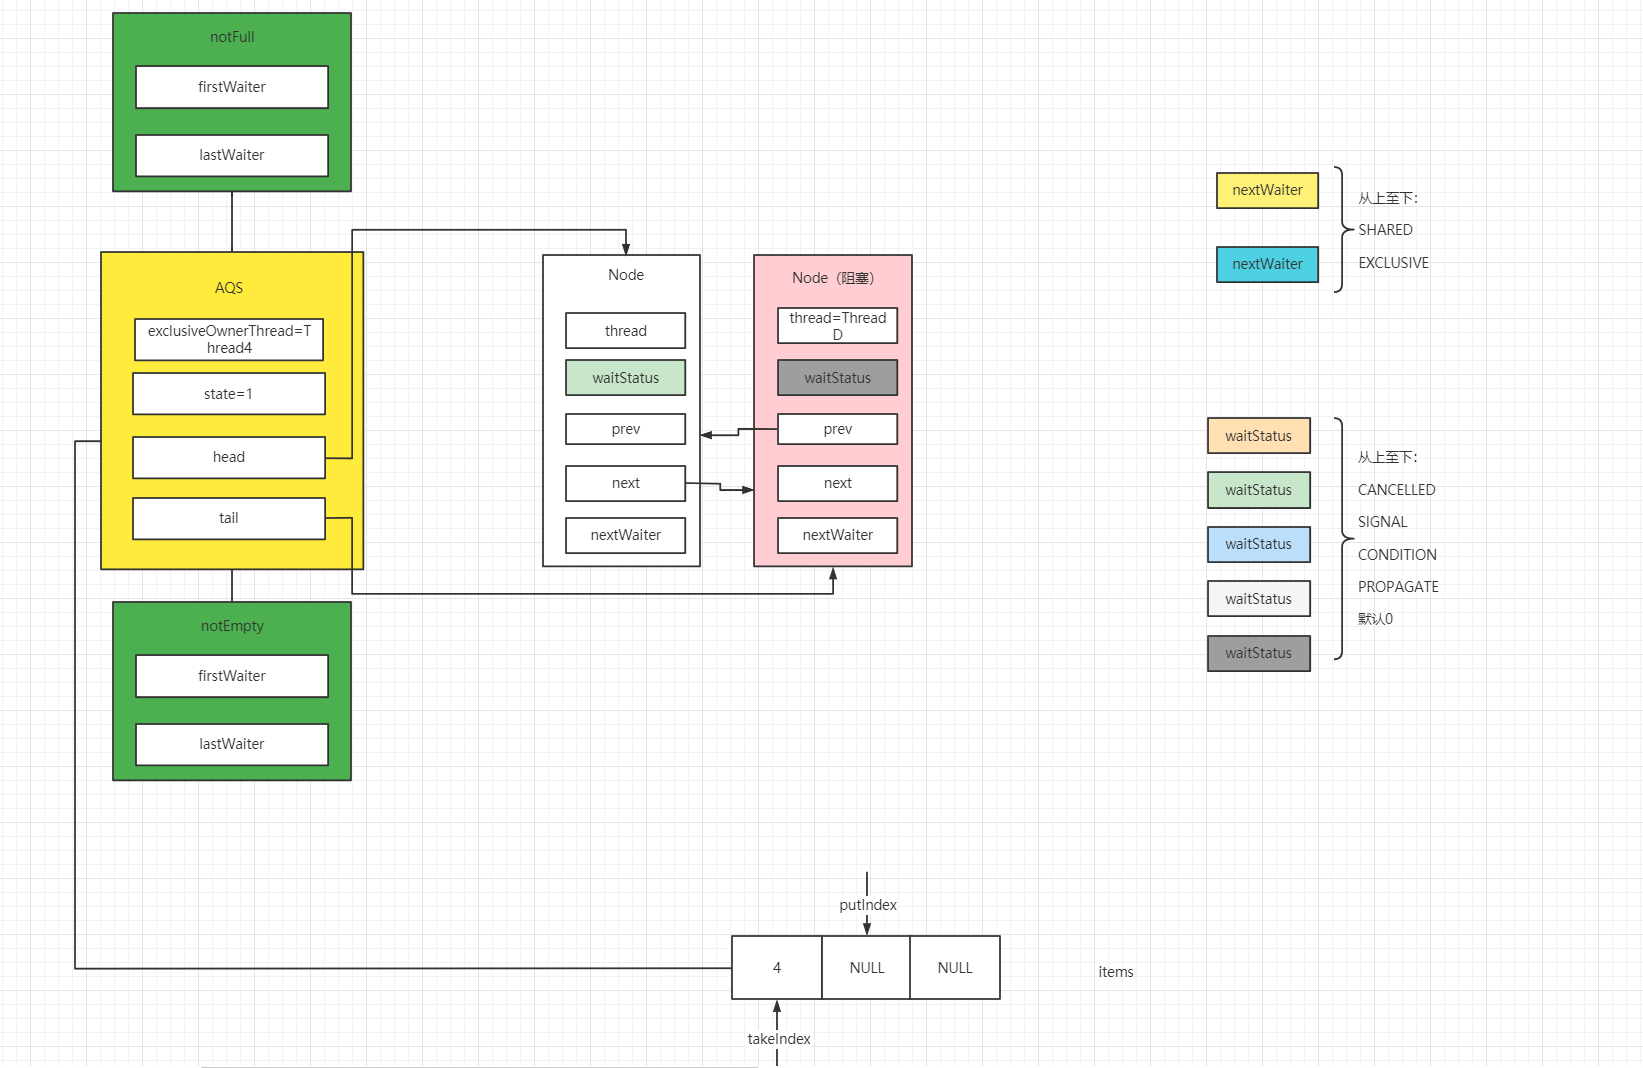 notFull
firstWaiter
lastWaiter
AQS
exclusiveOwnerThread=T
hread4
state=1
head
tail
notEmpty
firstWaiter
lastWaiter
Node
thread
waitStatus
prev
next
nextWaiter
Node（阻塞）
thread=Thread
D
waitStatus
prev
next
nextWaiter
nextWaiter
nextWaiter
从上至下：
SHARED
EXCLUSIVE
waitStatus
waitStatus
waitStatus
waitStatus
waitStatus
从上至下：
CANCELLED
SIGNAL
CONDITION
PROPAGATE
默认0
putIndex
4
NULL
NULL
items
takeIndex